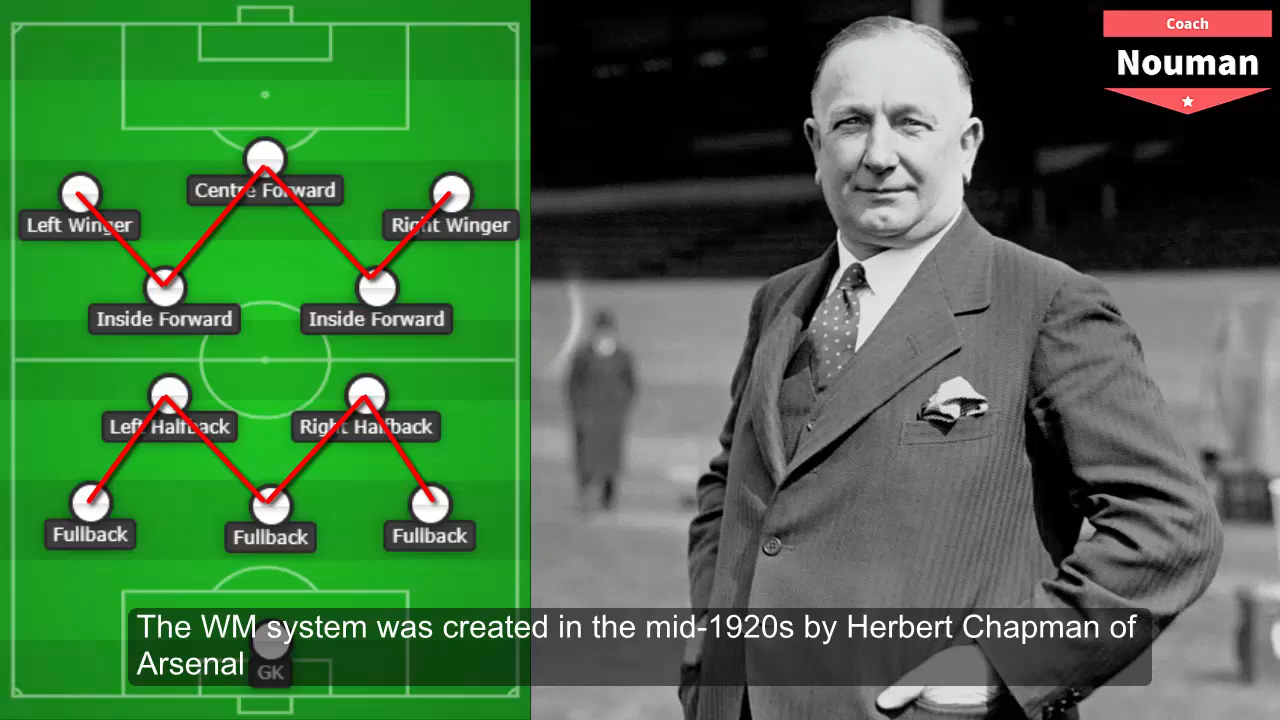 Coach
Nouman
Centre Forward
Left Winger
Right Winger
Inside Forward
Inside Forward
Left Halfback
Right Halfback
Fullback
Fullback
Fullback
The WM system was created in the mid-1920s by Herbert Chapman of
Arsenal
GK